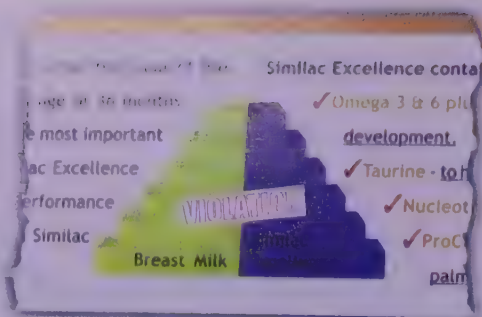 Similac Excellence conta
age of 36 months.
✓Omega 3 & 6 plu
e most important
development.
ac Excellence
✓Taurine - to h
erformance
VIOLATION
✓Nucleot
Similac
✓ProC
Breast Milk
palm